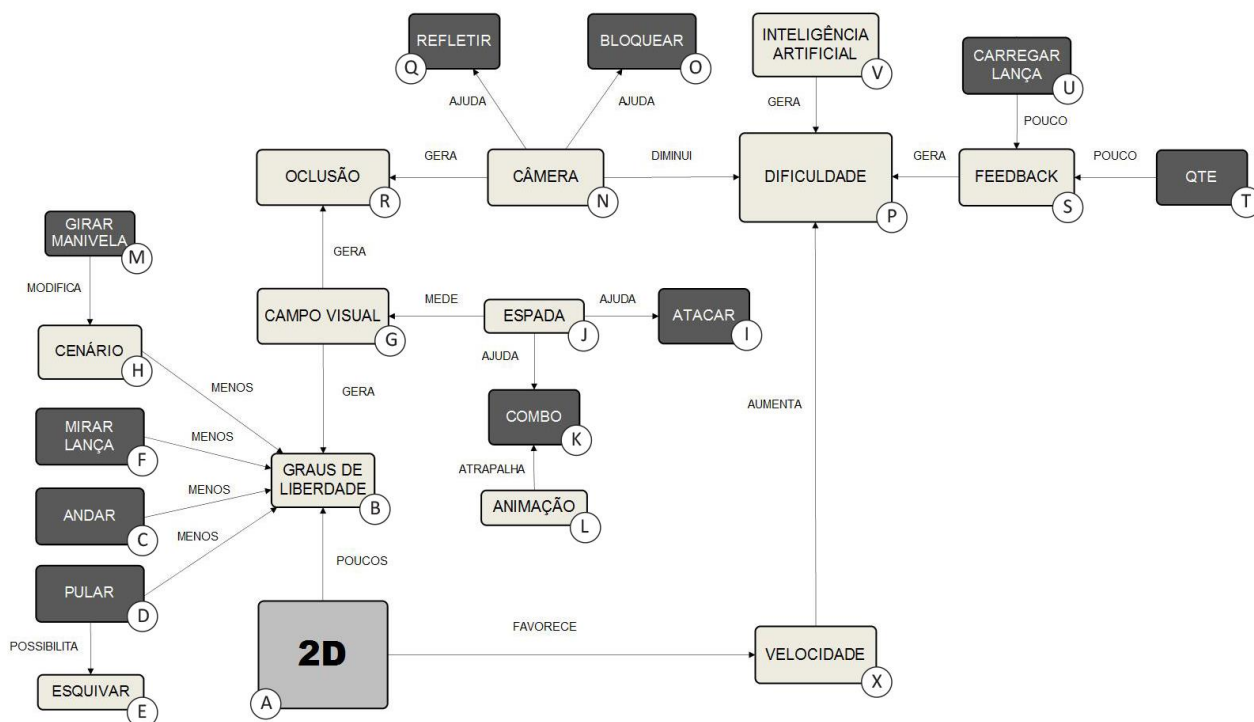 REFLETIR
Q
BLOQUEAR
O
INTELIGÊNCIA
ARTIFICIAL
V
CARREGAR
LANÇA
U
AJUDA
AJUDA
GERA
POUCO
OCLUSÃO
R
GERA
CÂMERA
N
DIMINUI
DIFICULDADE
P
GERA
FEEDBACK
S
POUCO
QTE
T
GIRAR
MANIVELA
M
GERA
MODIFICA
CENÁRIO
H
CAMPO VISUAL
G
MEDE
ESPADA
J
AJUDA
ATACAR
I
AJUDA
MENOS
GERA
AUMENTA
MIRAR
LANÇA
F
MENOS
COMBO
K
ATRAPALHA
GRAUS DE
LIBERDADE
B
ANIMAÇÃO
L
ANDAR
C
MENOS
MENOS
POUCOS
PULAR
D
POSSIBILITA
ESQUIVAR
E
2D
A
FAVORECE
VELOCIDADE
X